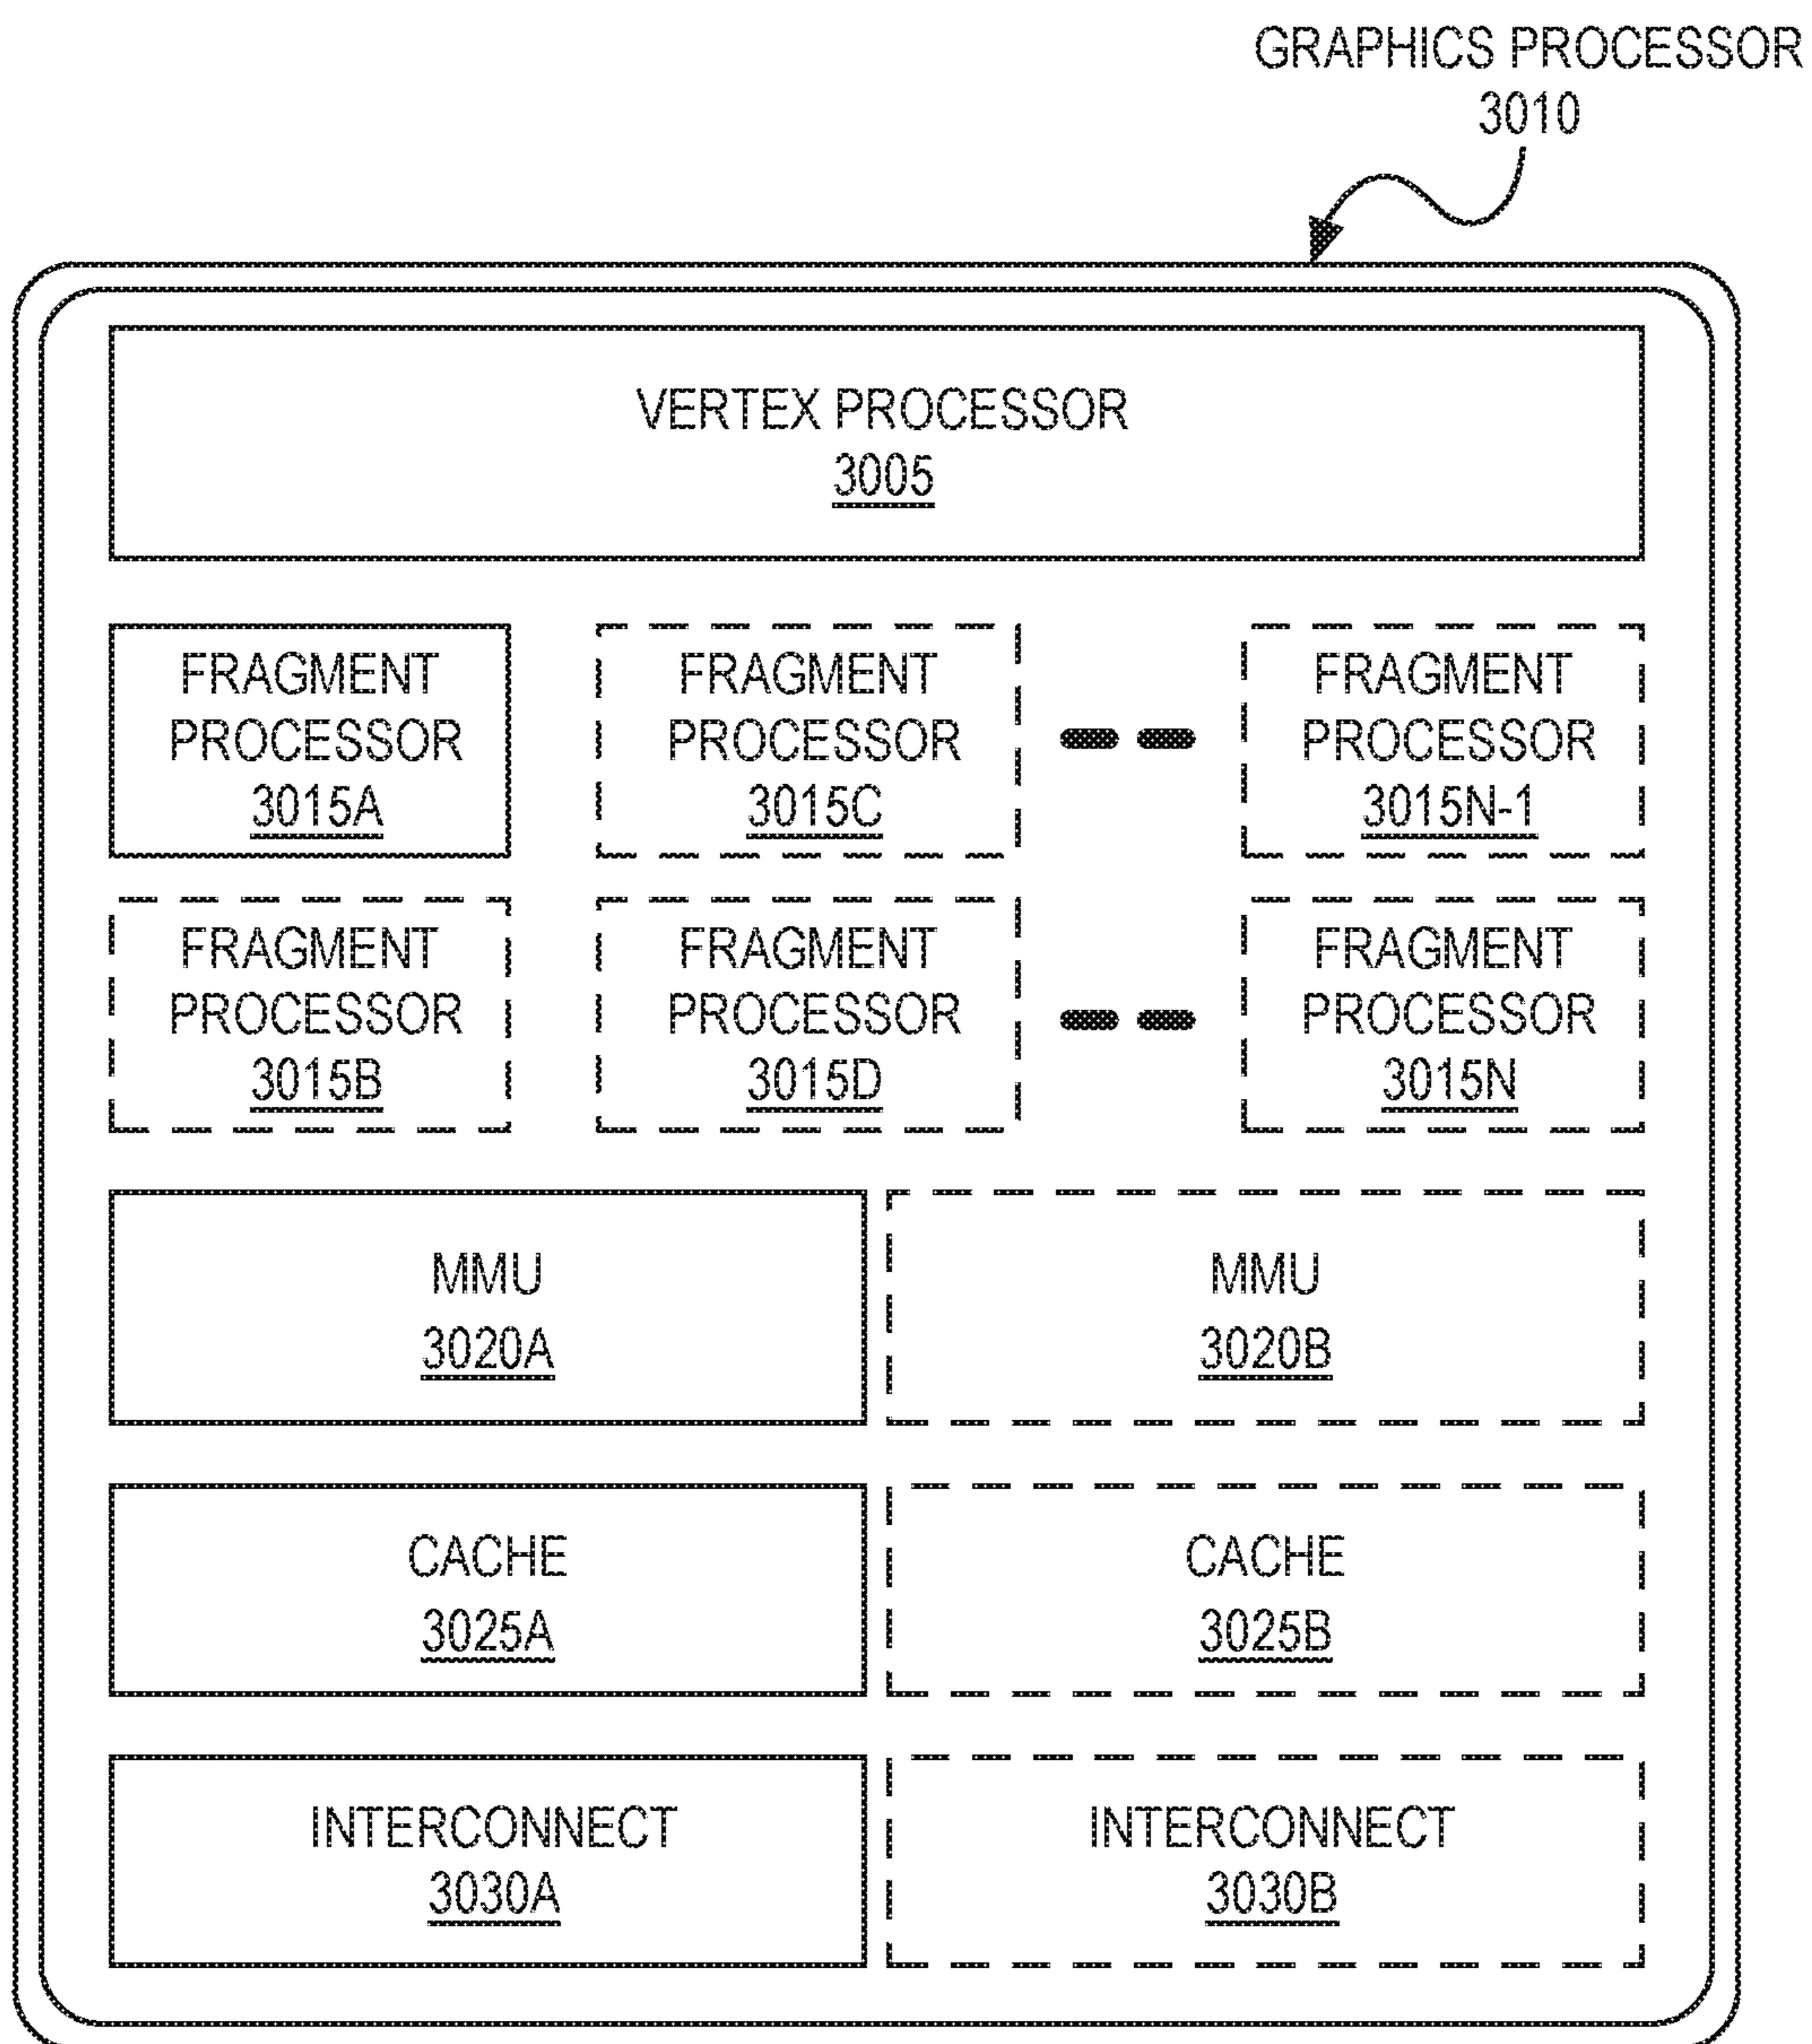 GRAPHICS PROCESSOR
3010
VERTEX PROCESSOR
3005
FRAGMENT
PROCESSOR
3015A
FRAGMENT
PROCESSOR
3015C
FRAGMENT
PROCESSOR
3015N-1
FRAGMENT
PROCESSOR
3015B
FRAGMENT
PROCESSOR
3015D
FRAGMENT
PROCESSOR
3015N
MMU
3020A
MMU
3020B
CACHE
3025A
CACHE
3025B
INTERCONNECT
3030A
INTERCONNECT
3030B